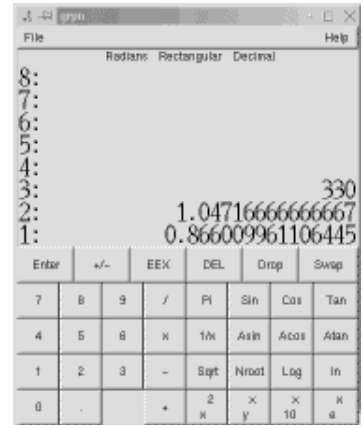 grpn
File Help
Radians Rectangular Decimal
8:
7:
6:
5:
4:
3: 330
2: 1.04716666666667
1: 0.866009961106445
Enter +/- EEX DEL Drop Swap
7 8 9 / Pi Sin Cos Tan
4 5 6 × 1/x Asin Acos Atan
1 2 3 - Sqrt Nroot Log ln
0 . + 2 x x y x 10 x e